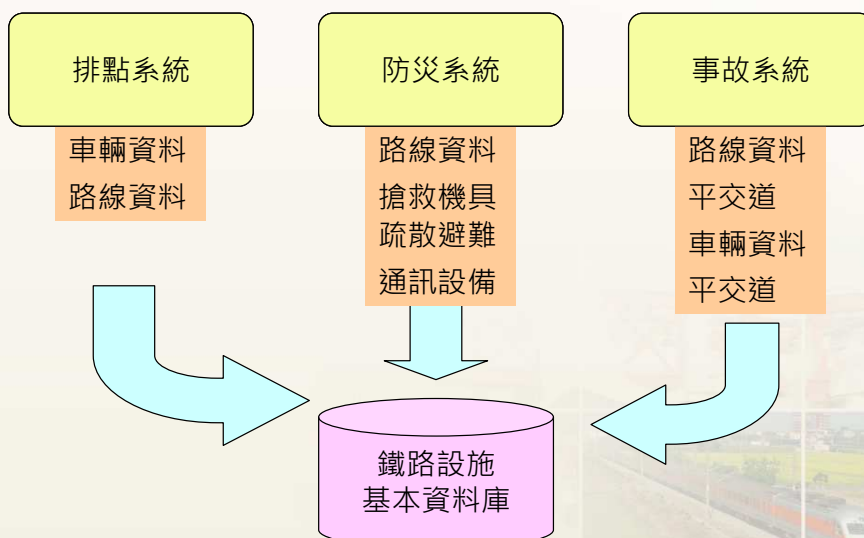 排點系統
車輛資料
路線資料
防災系統
路線資料
搶救機具
疏散避難
通訊設備
事故系統
路線資料
平交道
車輛資料
平交道
鐵路設施
基本資料庫